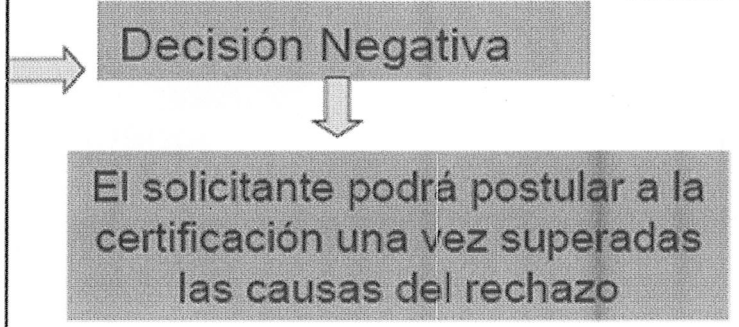 Decisión Negativa
El solicitante podrá postular a la
certificación una vez superadas
las causas del rechazo